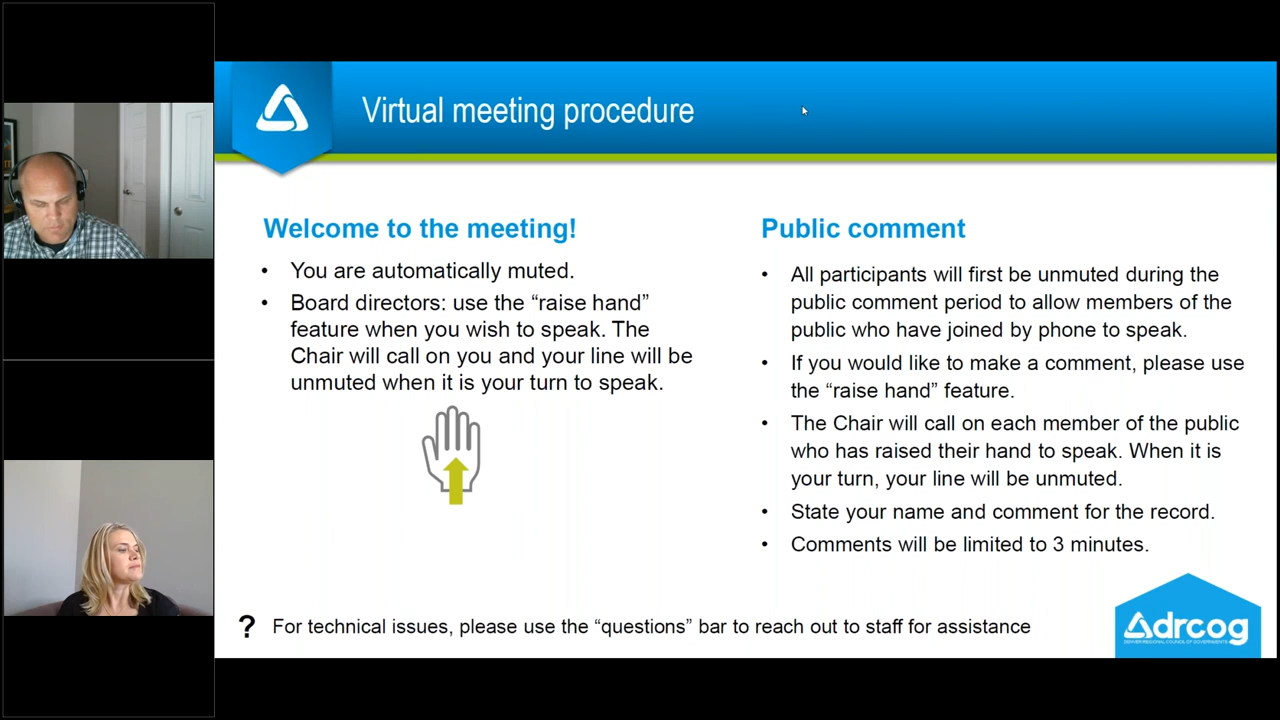 Virtual meeting procedure
Welcome to the meeting!
• You are automatically muted.
• Board directors: use the “raise hand”
feature when you wish to speak. The
Chair will call on you and your line will be
unmuted when it is your turn to speak.
Public comment
• All participants will first be unmuted during the
public comment period to allow members of the
public who have joined by phone to speak.
• If you would like to make a comment, please use
the “raise hand” feature.
• The Chair will call on each member of the public
who has raised their hand to speak. When it is
your turn, your line will be unmuted.
• State your name and comment for the record.
• Comments will be limited to 3 minutes.
? For technical issues, please use the “questions” bar to reach out to staff for assistance
drcog
DENVER REGIONAL COUNCIL OF GOVERNMENTS